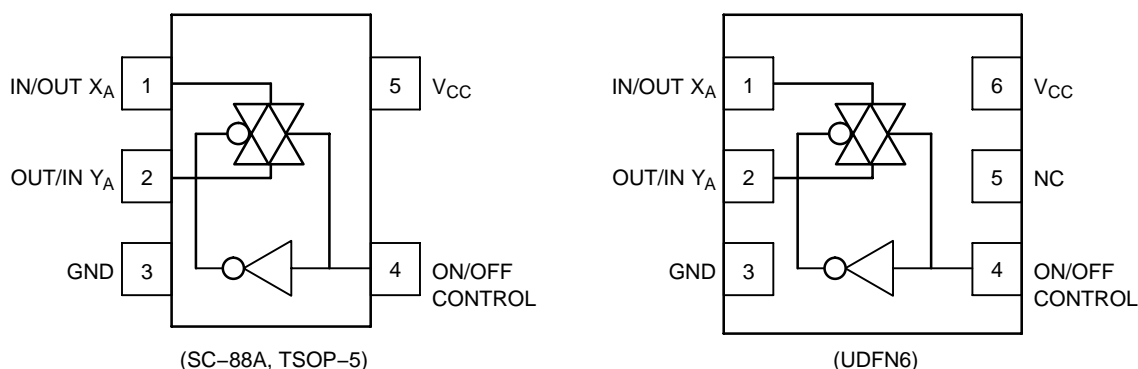 IN/OUT XA
1
5
VCC
OUT/IN YA
2
GND
3
4
ON/OFF
CONTROL
(SC−88A, TSOP−5)
IN/OUT XA
1
6
VCC
OUT/IN YA
2
5
NC
GND
3
4
ON/OFF
CONTROL
(UDFN6)